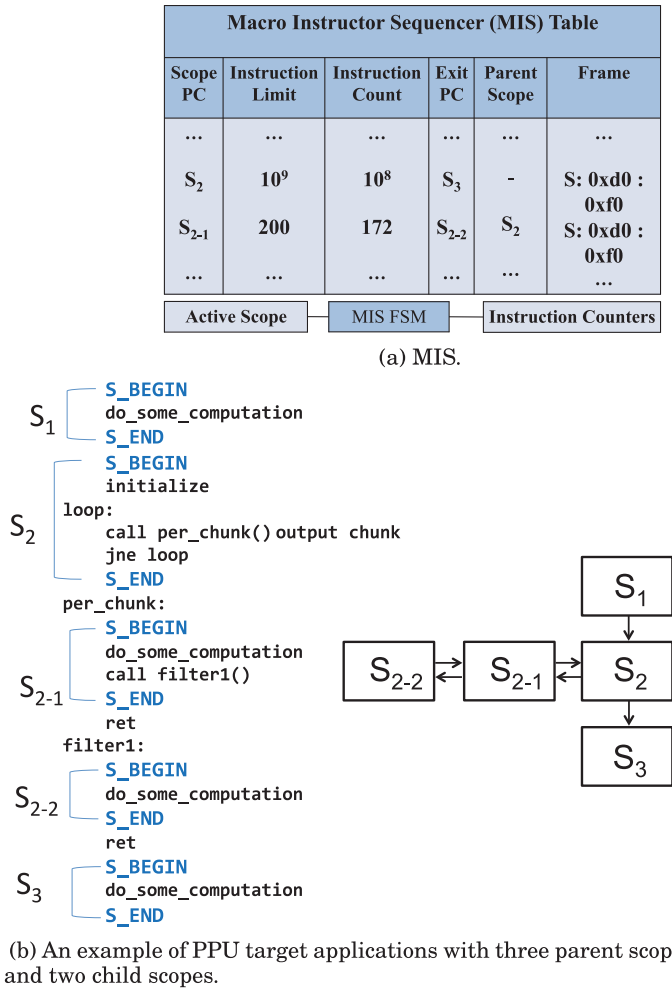 Macro Instructor Sequencer (MIS) Table
Scope PC Instruction Limit Instruction Count Exit PC Parent Scope Frame
... ... ... ... ... ...
S2 10^9 10^8 S3 - S: 0xd0 : 0xf0
S2-1 200 172 S2-2 S2 S: 0xd0 : 0xf0
... ... ... ... ... ...
Active Scope MIS FSM Instruction Counters
(a) MIS.
S1
S_BEGIN
do_some_computation
S_END
S2
S_BEGIN
initialize
loop:
call per_chunk() output chunk
jne loop
S_END
per_chunk:
S2-1
S_BEGIN
do_some_computation
call filter1()
S_END
ret
filter1:
S2-2
S_BEGIN
do_some_computation
S_END
ret
S3
S_BEGIN
do_some_computation
S_END
S1
S2-2 S2-1 S2
S3
(b) An example of PPU target applications with three parent scop
and two child scopes.